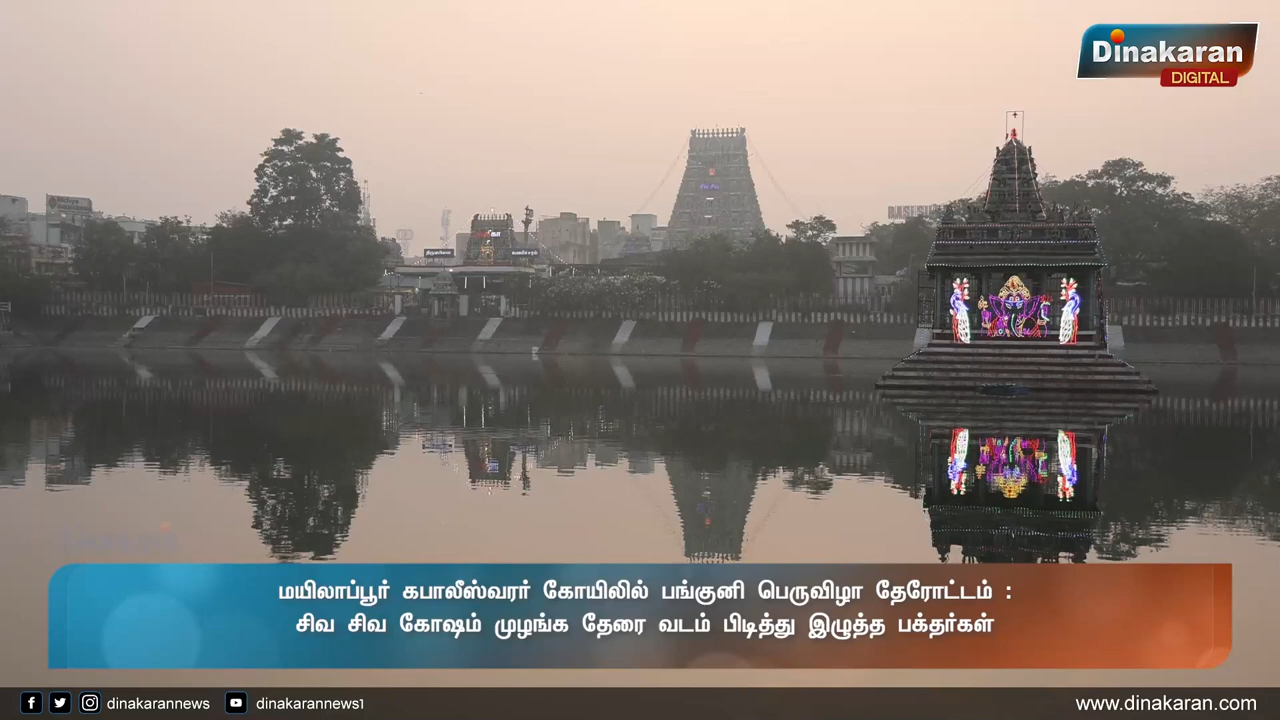 Dinakaran
DIGITAL
மயிலாப்பூர் கபாலீஸ்வரர் கோயிலில் பங்குனி பெருவிழா தேரோட்டம் :
சிவ சிவ கோஷம் முழங்க தேரை வடம் பிடித்து இழுத்த பக்தர்கள்
dinakarannews
dinakarannews1
www.dinakaran.com